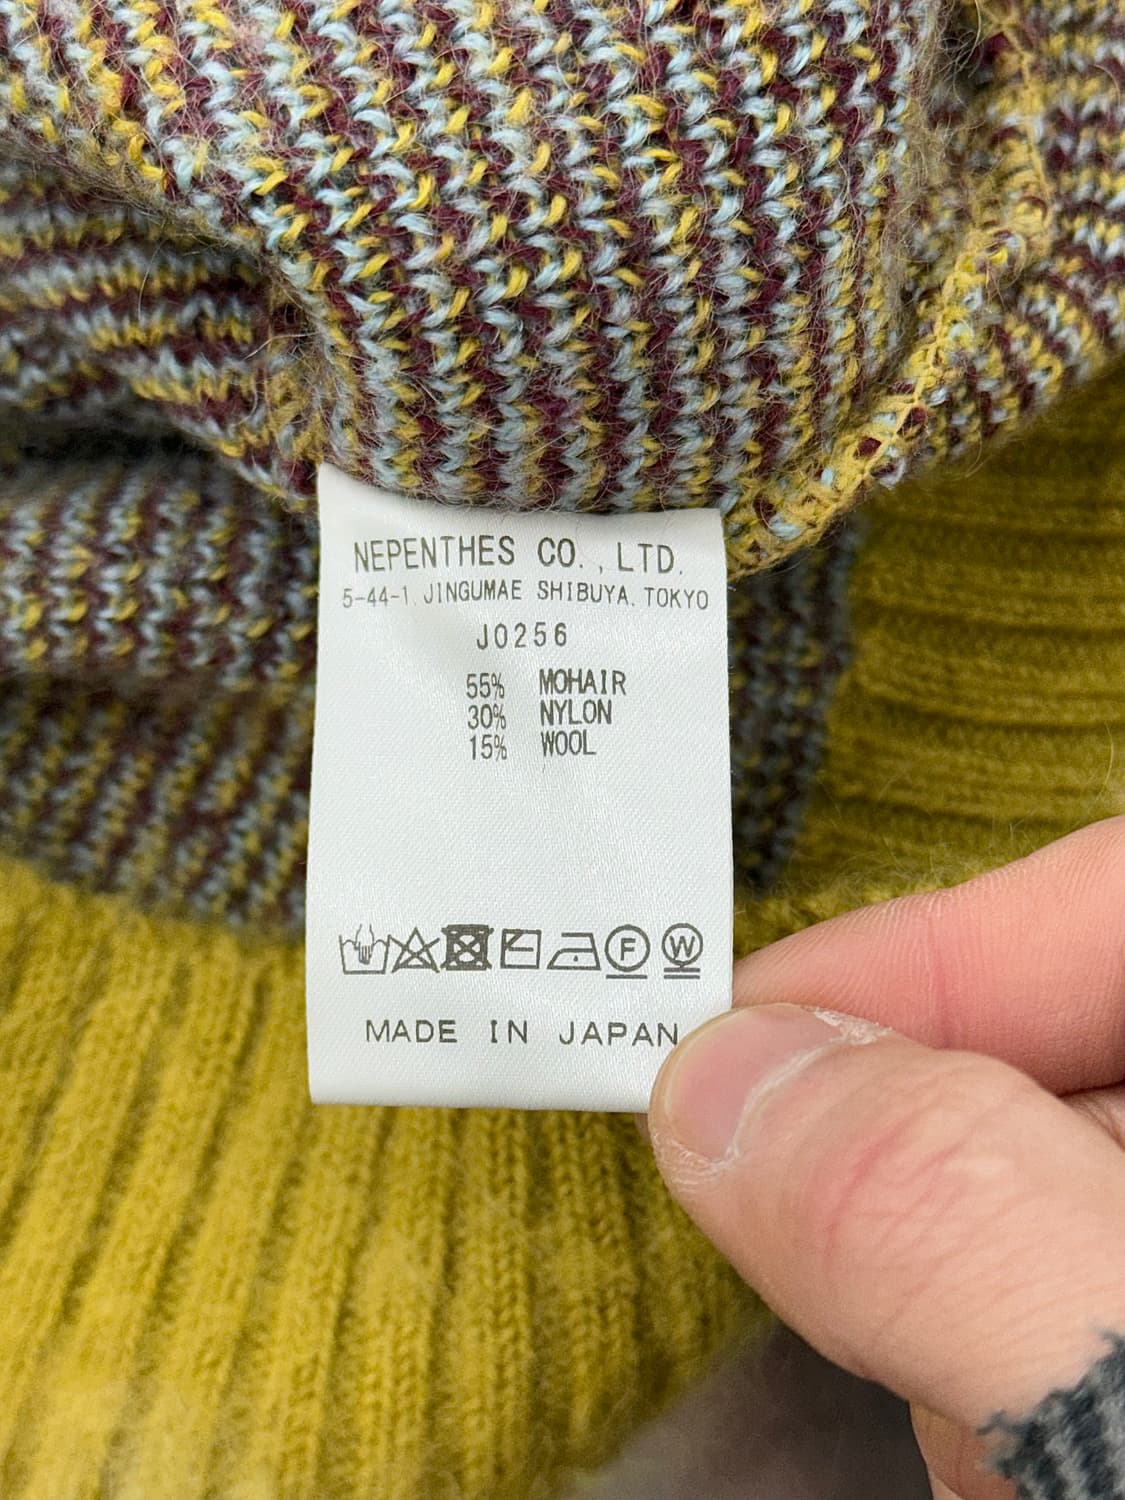 NEPENTHES CO., LTD.
5-44-1, JINGUMAE SHIBUYA, TOKYO
J0256
55% MOHAIR
30% NYLON
15% WOOL
F W
MADE IN JAPAN